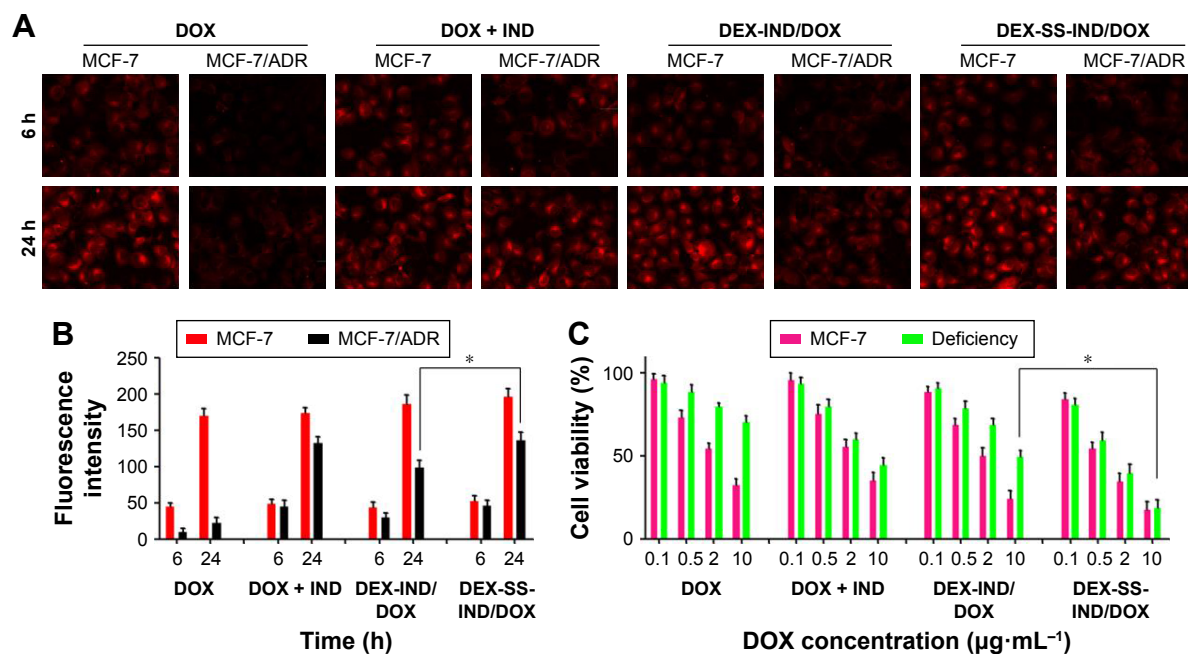 A
DOX
DOX + IND
DEX-IND/DOX
DEX-SS-IND/DOX
MCF-7
MCF-7/ADR
MCF-7
MCF-7/ADR
MCF-7
MCF-7/ADR
MCF-7
MCF-7/ADR
6 h
24 h
B
MCF-7
MCF-7/ADR
Fluorescence
intensity
250
200
150
100
50
0
*
6
24
6
24
6
24
6
24
DOX
DOX + IND
DEX-IND/
DOX
DEX-SS-
IND/DOX
Time (h)
C
MCF-7
Deficiency
Cell viability (%)
100
50
0
*
0.1 0.5 2 10
0.1 0.5 2 10
0.1 0.5 2 10
0.1 0.5 2 10
DOX
DOX + IND
DEX-IND/
DOX
DEX-SS-
IND/DOX
DOX concentration (µg·mL⁻¹)